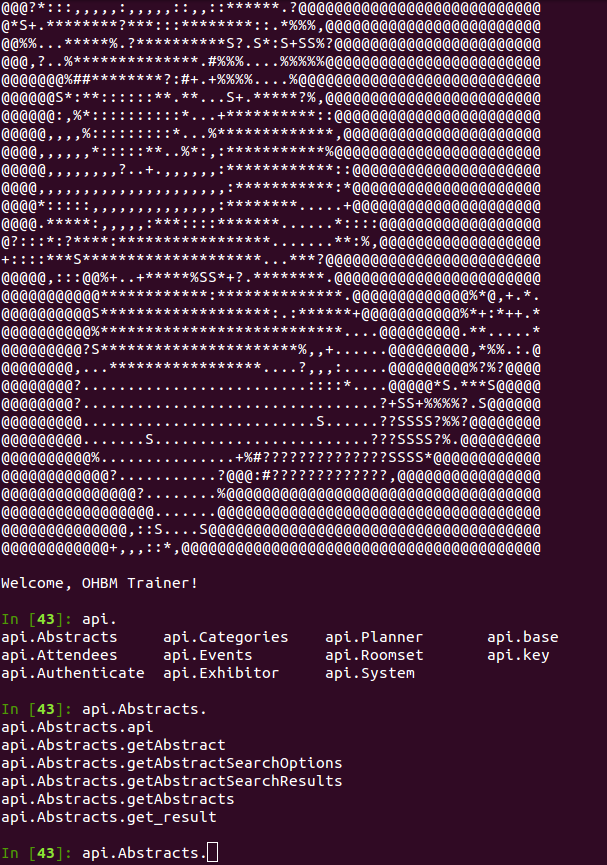 Welcome, OHBM Trainer!
In [43]: api.
api.Abstracts api.Categories api.Planner api.base
api.Attendees api.Events api.Roomset api.key
api.Authenticate api.Exhibitor api.System
In [43]: api.Abstracts.
api.Abstracts.api
api.Abstracts.getAbstract
api.Abstracts.getAbstractSearchOptions
api.Abstracts.getAbstractSearchResults
api.Abstracts.getAbstracts
api.Abstracts.get_result
In [43]: api.Abstracts.